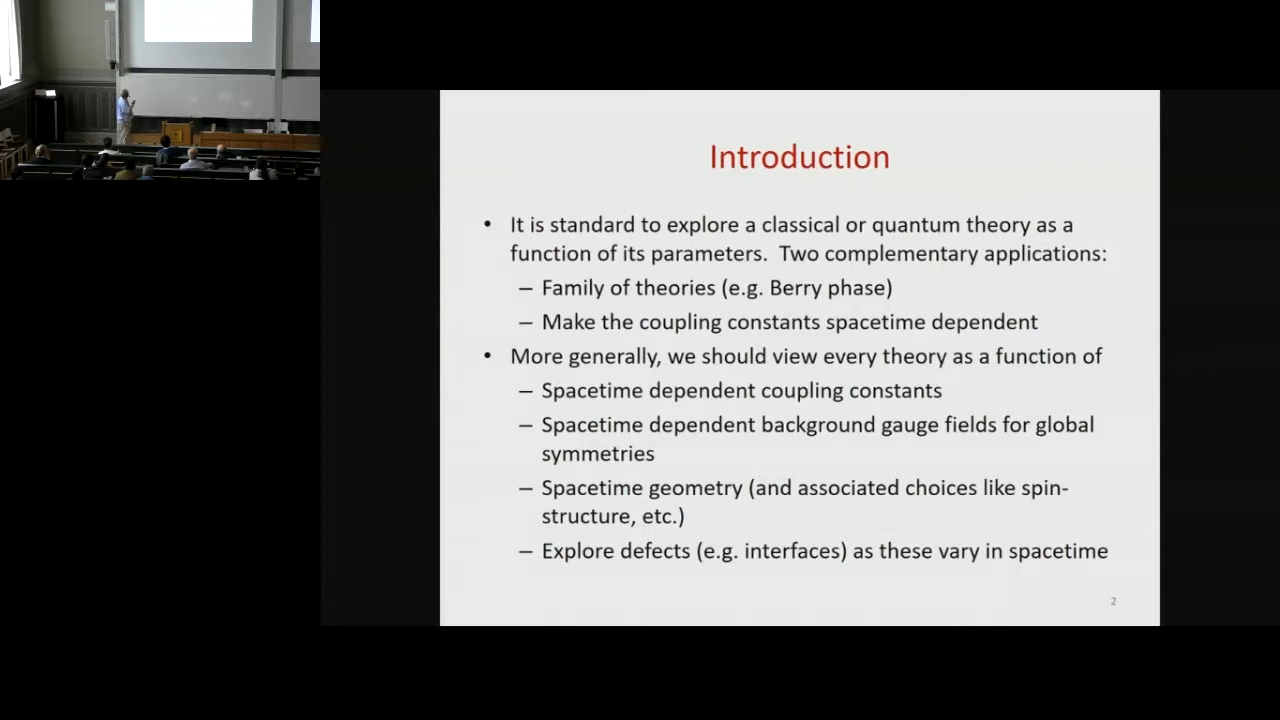 Introduction
• It is standard to explore a classical or quantum theory as a
function of its parameters.  Two complementary applications:
– Family of theories (e.g. Berry phase)
– Make the coupling constants spacetime dependent
• More generally, we should view every theory as a function of
– Spacetime dependent coupling constants
– Spacetime dependent background gauge fields for global
symmetries
– Spacetime geometry (and associated choices like spin-
structure, etc.)
– Explore defects (e.g. interfaces) as these vary in spacetime
2